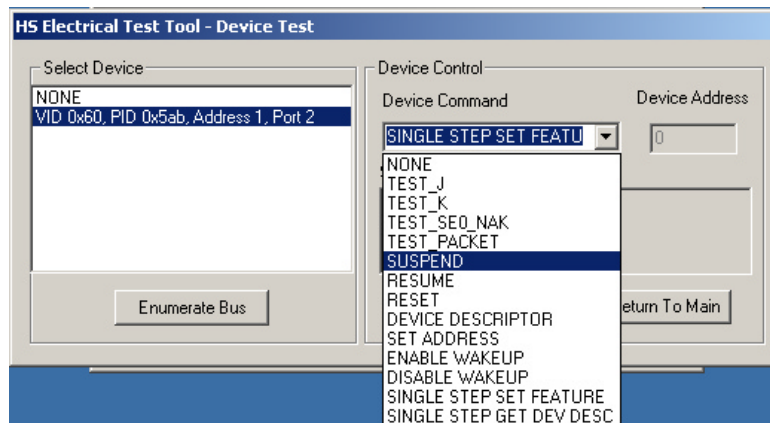 HS Electrical Test Tool - Device Test
Select Device
NONE
VID 0x60, PID 0x5ab, Address 1, Port 2
Enumerate Bus
Device Control
Device Command
Device Address
SINGLE STEP SET FEATU
0
NONE
TEST_J
TEST_K
TEST_SE0_NAK
TEST_PACKET
SUSPEND
RESUME
RESET
DEVICE DESCRIPTOR
SET ADDRESS
ENABLE WAKEUP
DISABLE WAKEUP
SINGLE STEP SET FEATURE
SINGLE STEP GET DEV DESC
eturn To Main